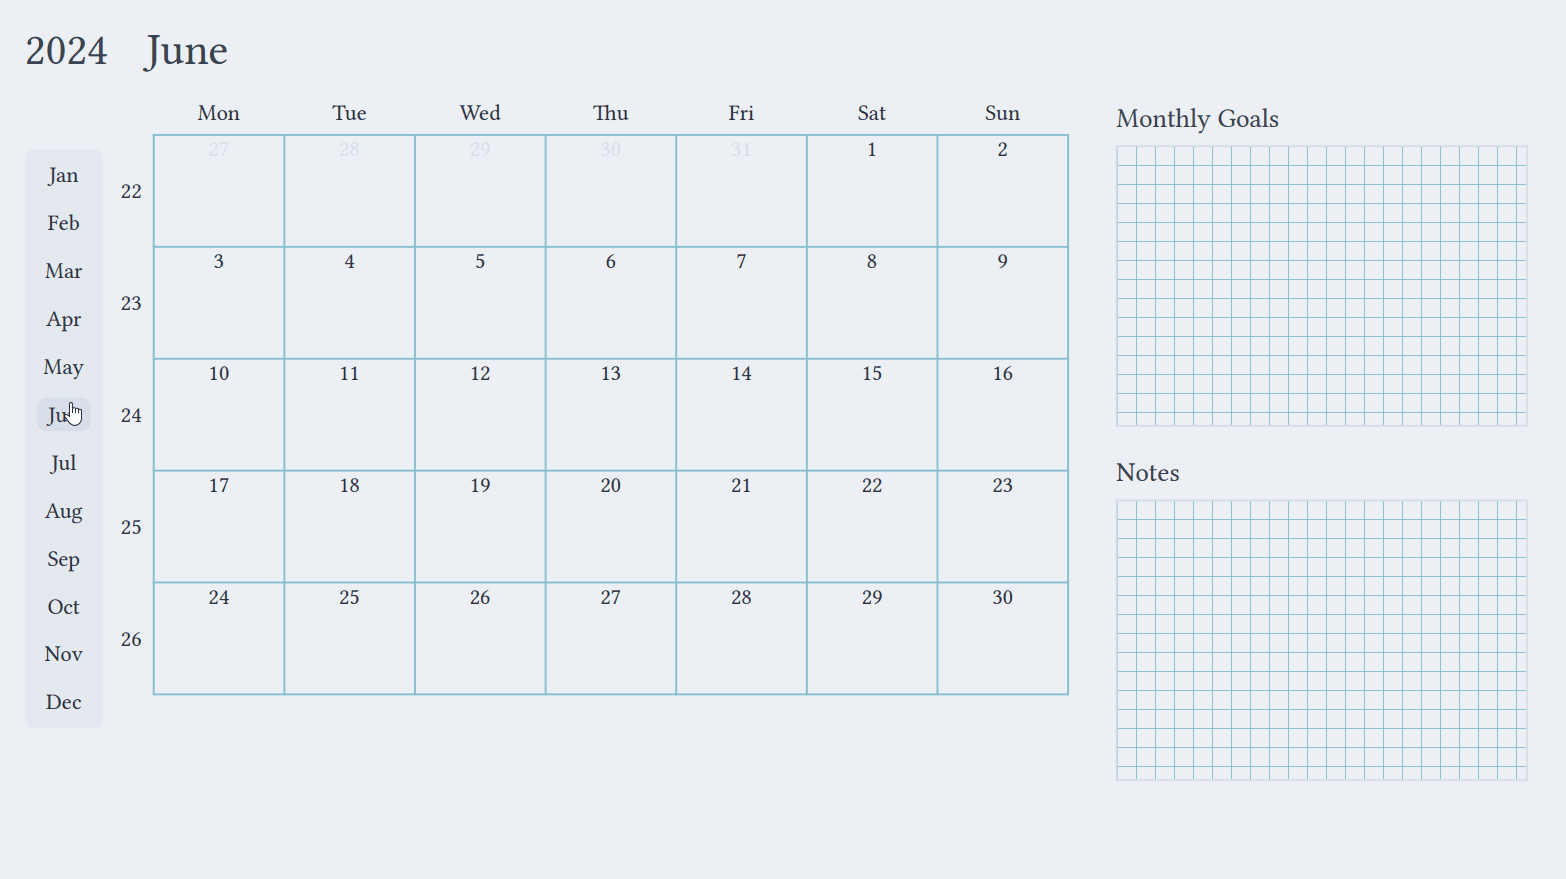 2024 June
Mon Tue Wed Thu Fri Sat Sun
22 27 28 29 30 31 1 2
23 3 4 5 6 7 8 9
24 10 11 12 13 14 15 16
25 17 18 19 20 21 22 23
26 24 25 26 27 28 29 30
Jan
Feb
Mar
Apr
May
Jul
Aug
Sep
Oct
Nov
Dec
Monthly Goals
Notes